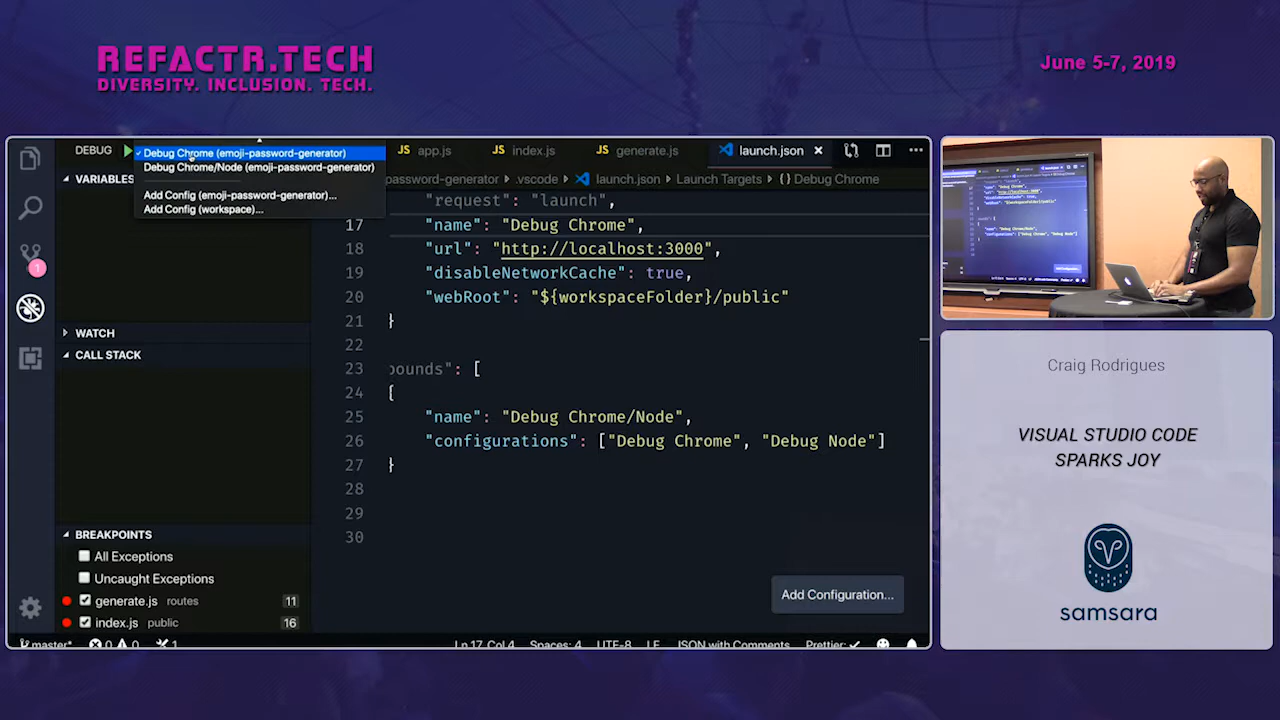 REFACTR.TECH
DIVERSITY. INCLUSION. TECH.
June 5-7, 2019
DEBUG
✓ Debug Chrome (emoji-password-generator)
Debug Chrome/Node (emoji-password-generator)
Add Config (emoji-password-generator)...
Add Config (workspace)...
VARIABLES
WATCH
CALL STACK
BREAKPOINTS
All Exceptions
Uncaught Exceptions
generate.js routes 11
index.js public 16
1
JS app.js JS index.js JS generate.js launch.json ×
password-generator › .vscode › launch.json › Launch Targets › { } Debug Chrome
"request": "launch",
17 "name": "Debug Chrome",
18 "url": "http://localhost:3000",
19 "disableNetworkCache": true,
20 "webRoot": "${workspaceFolder}/public"
21 }
22
23 pounds": [
24 {
25 "name": "Debug Chrome/Node",
26 "configurations": ["Debug Chrome", "Debug Node"]
27 }
28
29
30
Add Configuration...
master* 0 0 1 Ln 17, Col 4 Spaces: 4 UTF-8 LF JSON with Comments Prettier: ✓
Craig Rodrigues
VISUAL STUDIO CODE
SPARKS JOY
samsara